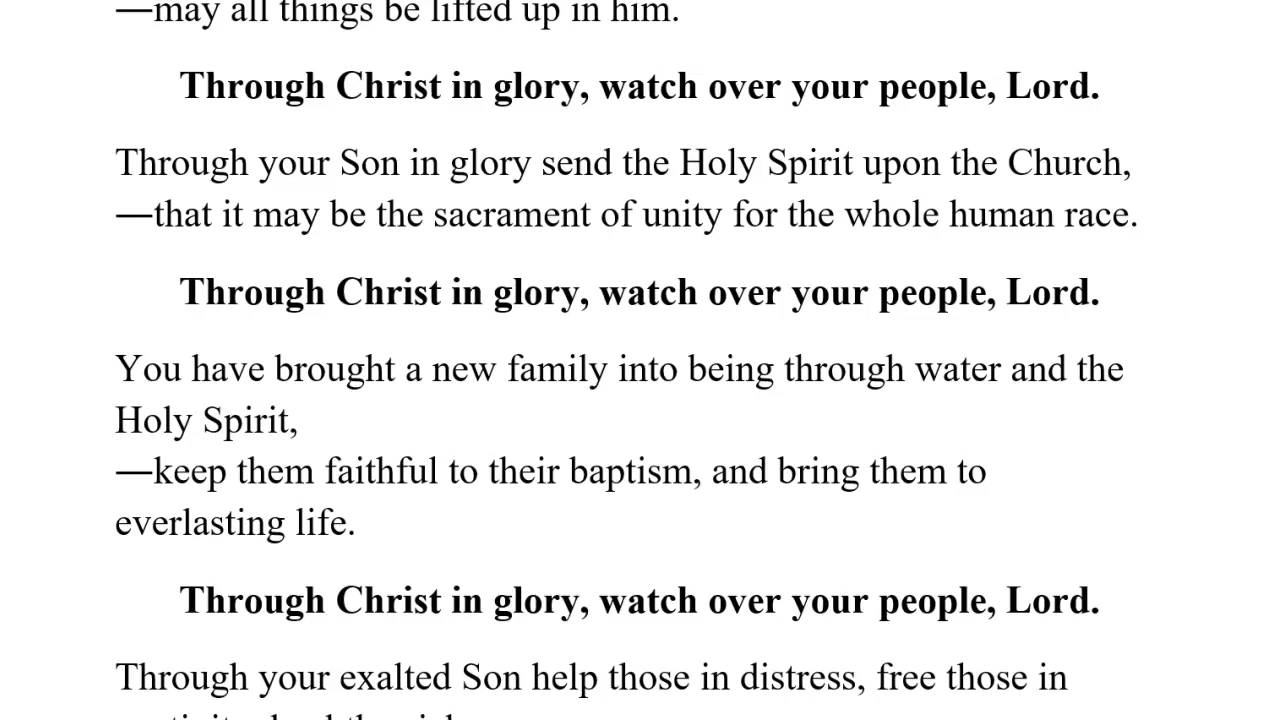 —may all things be lifted up in him.
Through Christ in glory, watch over your people, Lord.
Through your Son in glory send the Holy Spirit upon the Church,
—that it may be the sacrament of unity for the whole human race.
Through Christ in glory, watch over your people, Lord.
You have brought a new family into being through water and the
Holy Spirit,
—keep them faithful to their baptism, and bring them to
everlasting life.
Through Christ in glory, watch over your people, Lord.
Through your exalted Son help those in distress, free those in